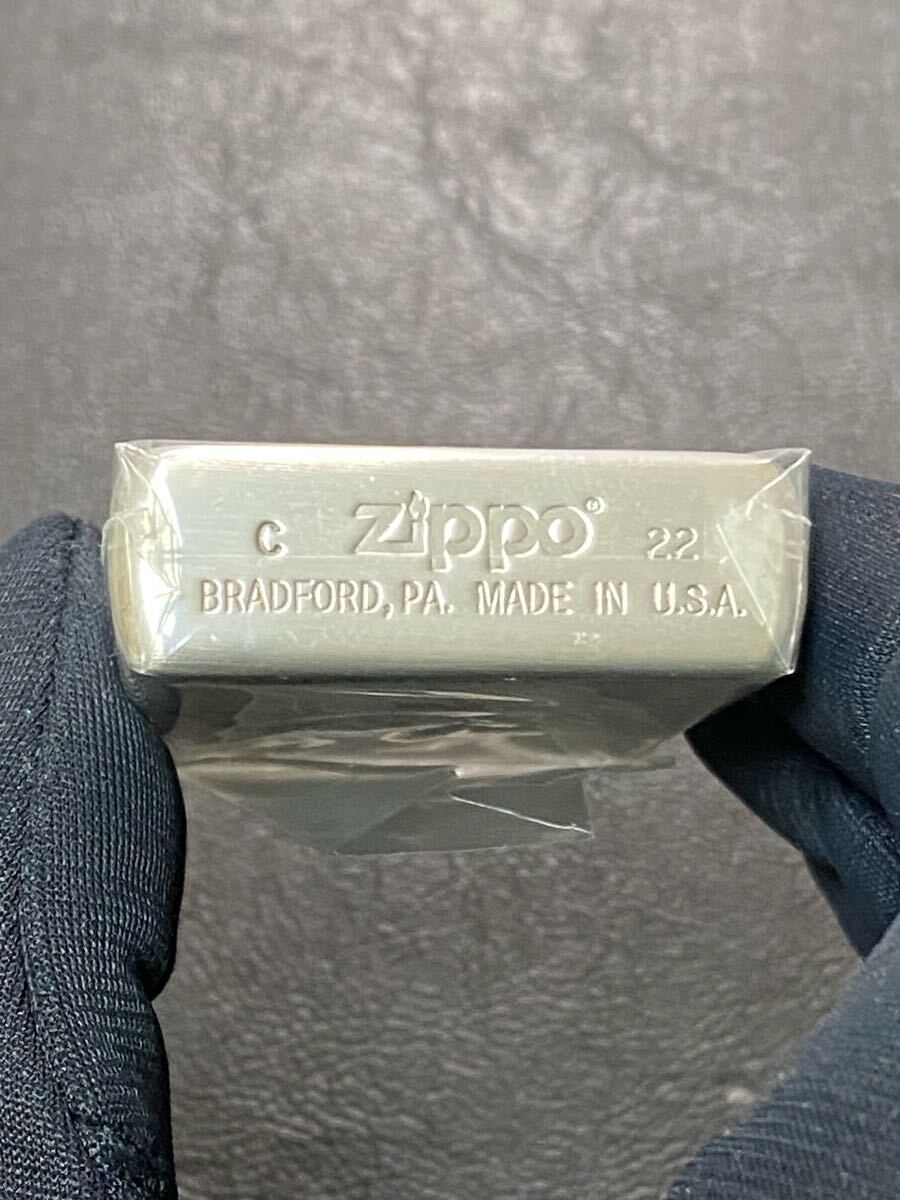 C Zippo® 22
BRADFORD, PA. MADE IN U.S.A.